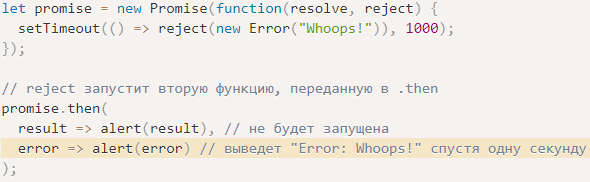 let promise = new Promise(function(resolve, reject) {
  setTimeout(() => reject(new Error("Whoops!")), 1000);
});

// reject запустит вторую функцию, переданную в .then
promise.then(
  result => alert(result), // не будет запущена
  error => alert(error) // выведет "Error: Whoops!" спустя одну секунду
);